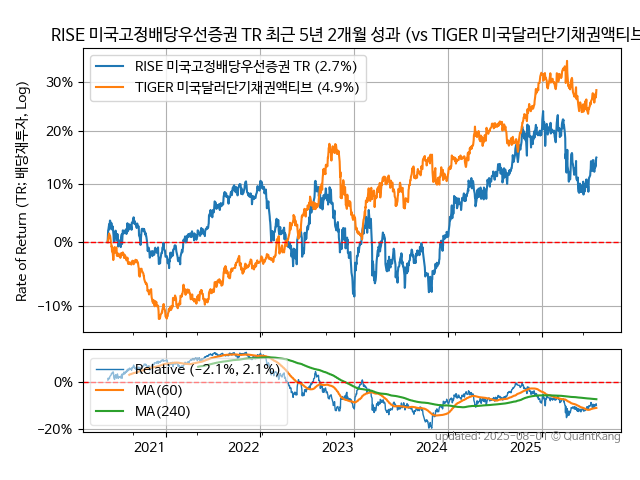 RISE 미국고정배당우선증권 TR 최근 5년 2개월 성과 (vs TIGER 미국달러단기채권액티브
RISE 미국고정배당우선증권 TR (2.7%)
TIGER 미국달러단기채권액티브 (4.9%)
Rate of Return (TR: 배당재투자, Log)
30%
20%
10%
0%
−10%
Relative (−2.1%, 2.1%)
MA(60)
MA(240)
0%
−20%
2021 2022 2023 2024 2025
updated: 2025-08-01 © QuantKang